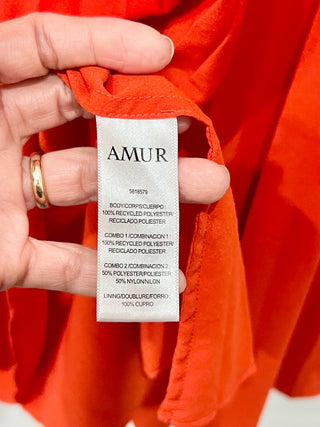 AMUR
5818579
BODY/CORPS/CUERPO :
100% RECYCLED POLYESTER/
RECICLADO POLIESTER
COMBO 1/COMBINACION 1 :
100% RECYCLED POLYESTER/
RECICLADO POLIESTER
COMBO 2/COMBINACION 2:
50% POLYESTER/POLIESTER
50% NYLON/NILON
LINING/DOUBLURE/FORRO:
100% CUPRO